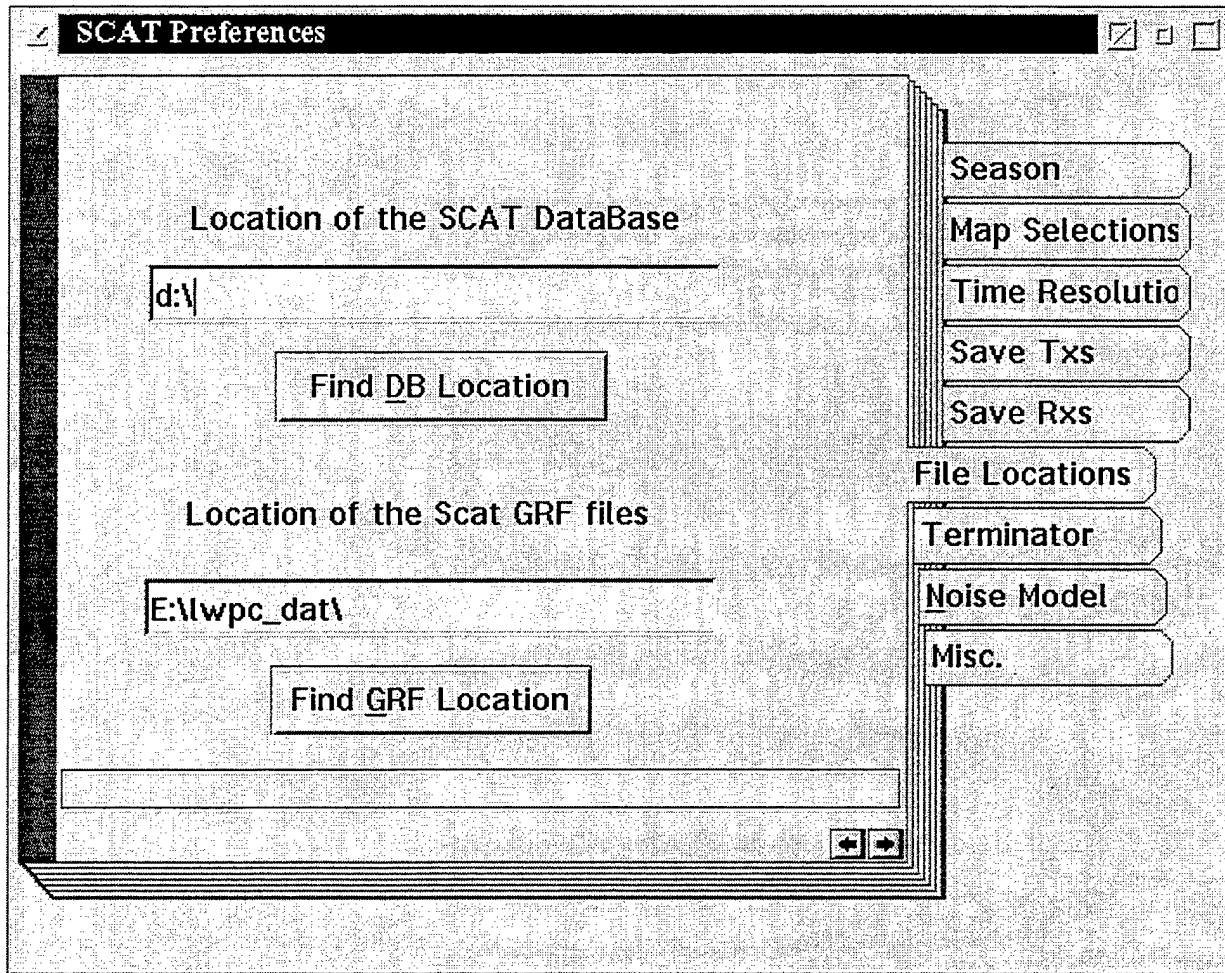 SCAT Preferences
Location of the SCAT DataBase
d:\
Find DB Location
Location of the Scat GRF files
E:\lwpc_dat\
Find GRF Location
Season
Map Selections
Time Resolutio
Save Txs
Save Rxs
File Locations
Terminator
Noise Model
Misc.